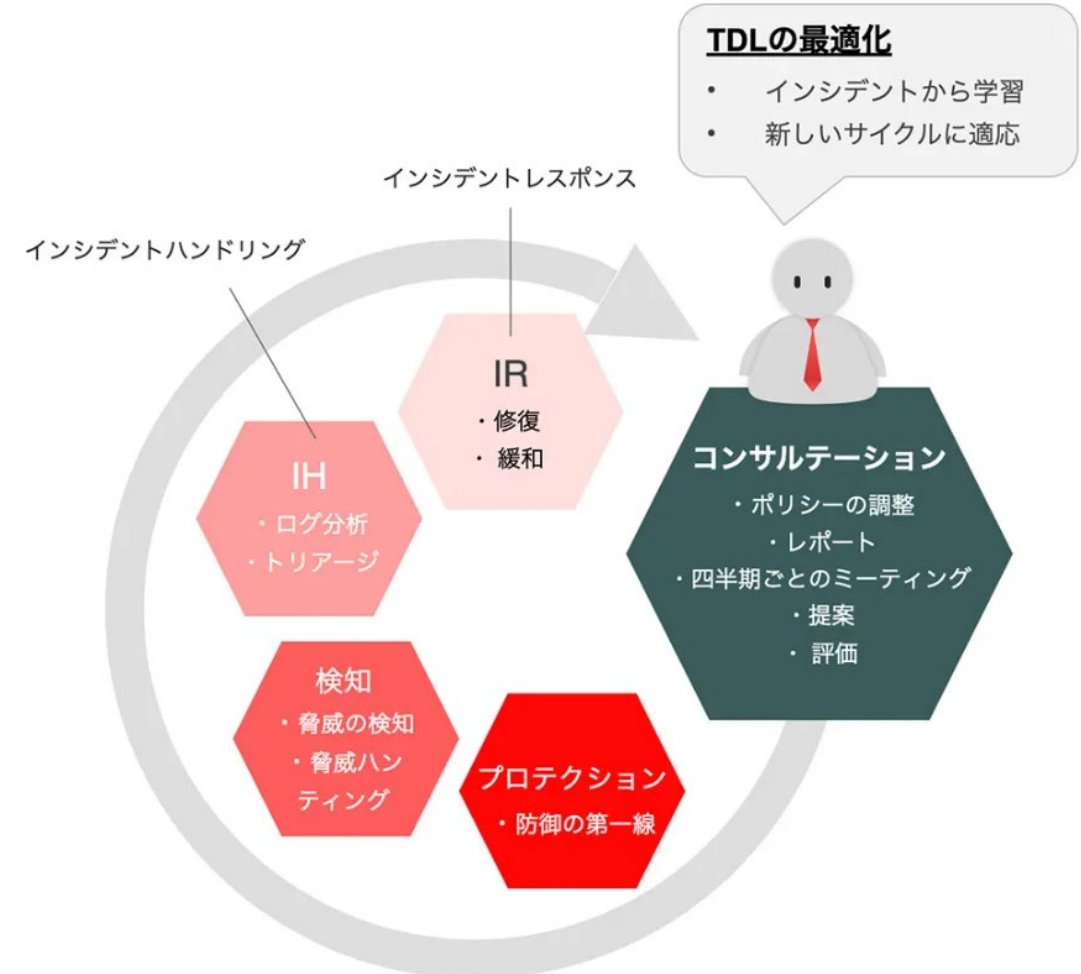 TDLの最適化
• インシデントから学習
• 新しいサイクルに適応
インシデントレスポンス
インシデントハンドリング
IR
・修復
・ 緩和
IH
・ログ分析
・トリアージ
コンサルテーション
・ポリシーの調整
・レポート
・四半期ごとのミーティング
・提案
・ 評価
検知
・脅威の検知
・脅威ハン
ティング
プロテクション
・防御の第一線